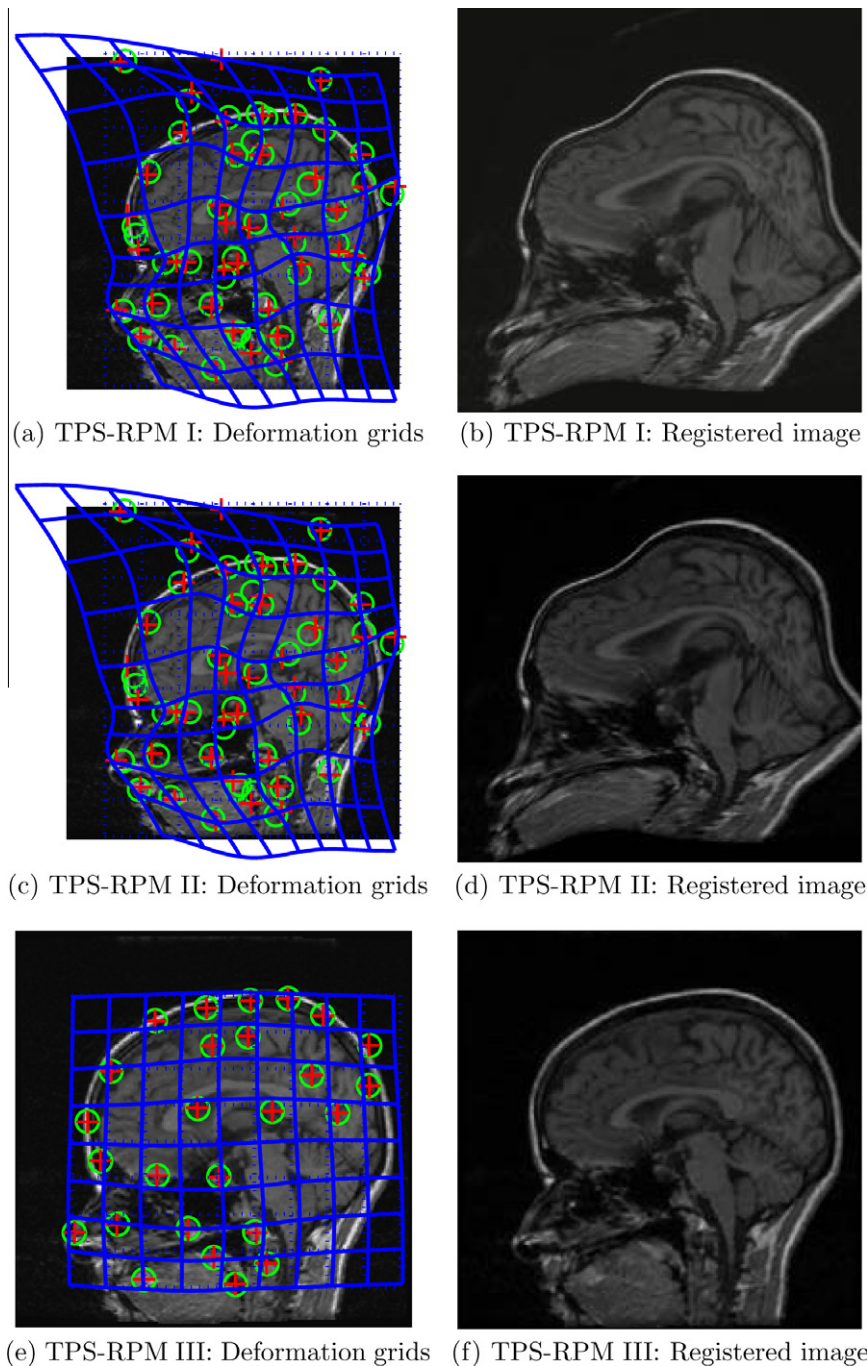 (a) TPS-RPM I: Deformation grids
(b) TPS-RPM I: Registered image
(c) TPS-RPM II: Deformation grids
(d) TPS-RPM II: Registered image
(e) TPS-RPM III: Deformation grids
(f) TPS-RPM III: Registered image